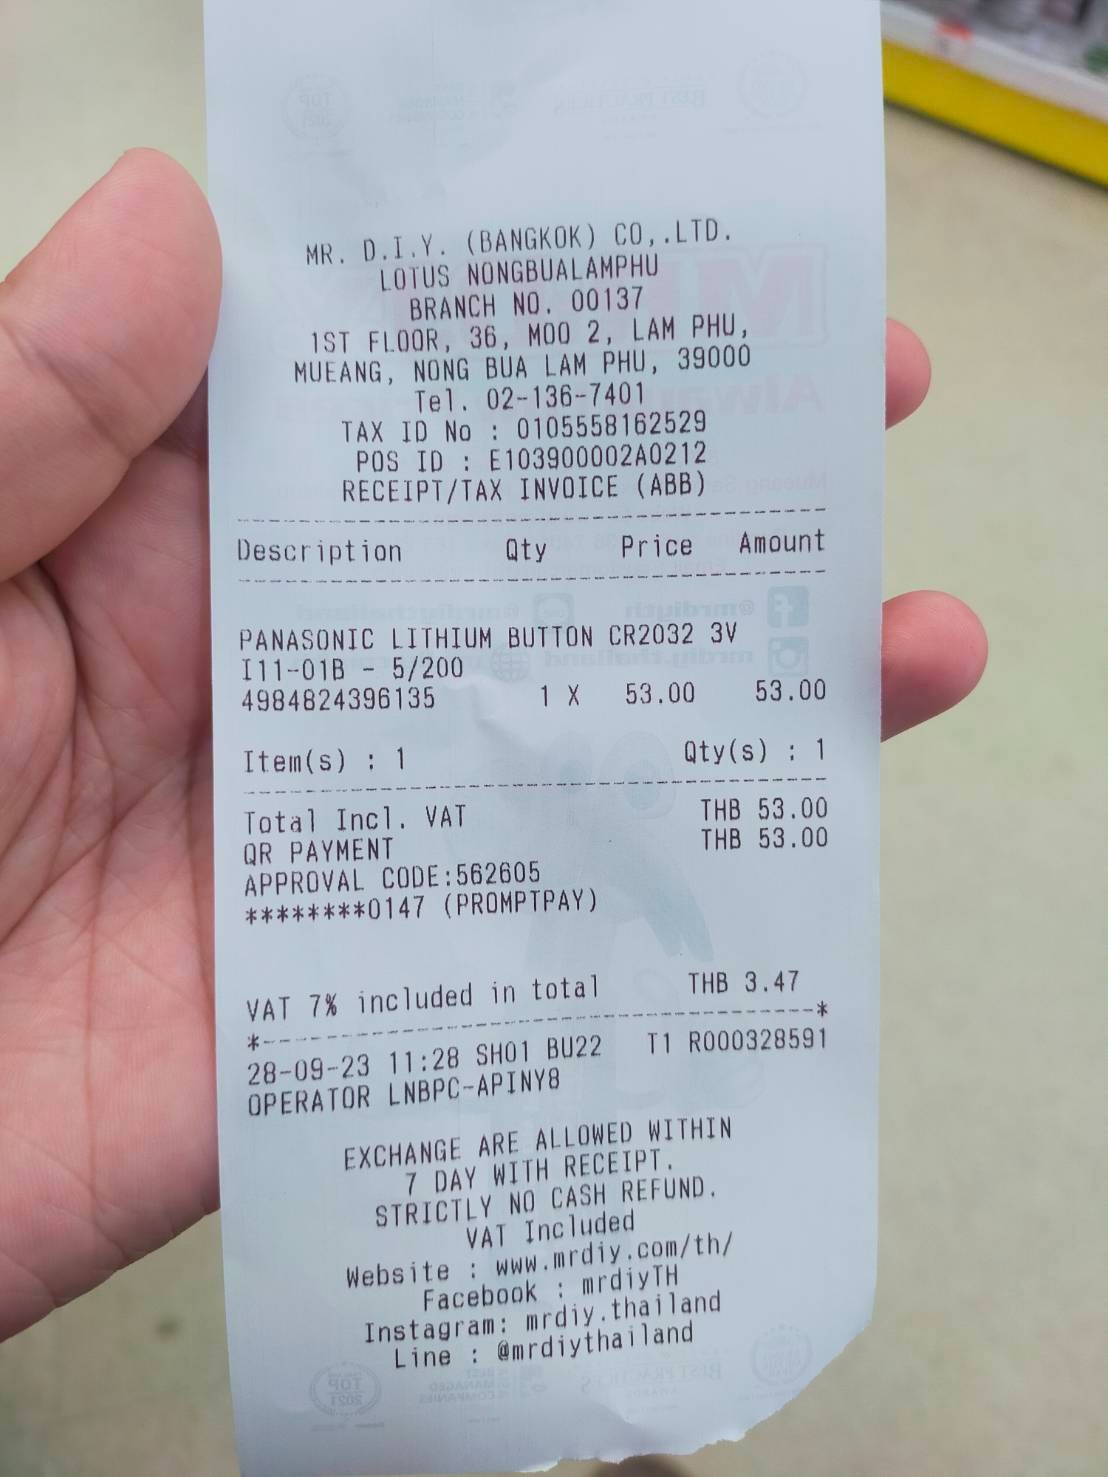 MR. D.I.Y. (BANGKOK) CO,.LTD.
LOTUS NONGBUALAMPHU
BRANCH NO. 00137
1ST FLOOR, 36, MOO 2, LAM PHU,
MUEANG, NONG BUA LAM PHU, 39000
Tel. 02-136-7401
TAX ID No : 0105558162529
POS ID : E103900002A0212
RECEIPT/TAX INVOICE (ABB)
Description Qty Price Amount
PANASONIC LITHIUM BUTTON CR2032 3V
I11-01B - 5/200
4984824396135 1 X 53.00 53.00
Item(s) : 1 Qty(s) : 1
Total Incl. VAT THB 53.00
QR PAYMENT THB 53.00
APPROVAL CODE:562605
********0147 (PROMPTPAY)
VAT 7% included in total THB 3.47
*--------------------------------------*
28-09-23 11:28 SH01 BU22 T1 R000328591
OPERATOR LNBPC-APINY8
EXCHANGE ARE ALLOWED WITHIN
7 DAY WITH RECEIPT.
STRICTLY NO CASH REFUND.
VAT Included
Website : www.mrdiy.com/th/
Facebook : mrdiyTH
Instagram: mrdiy.thailand
Line : @mrdiythailand